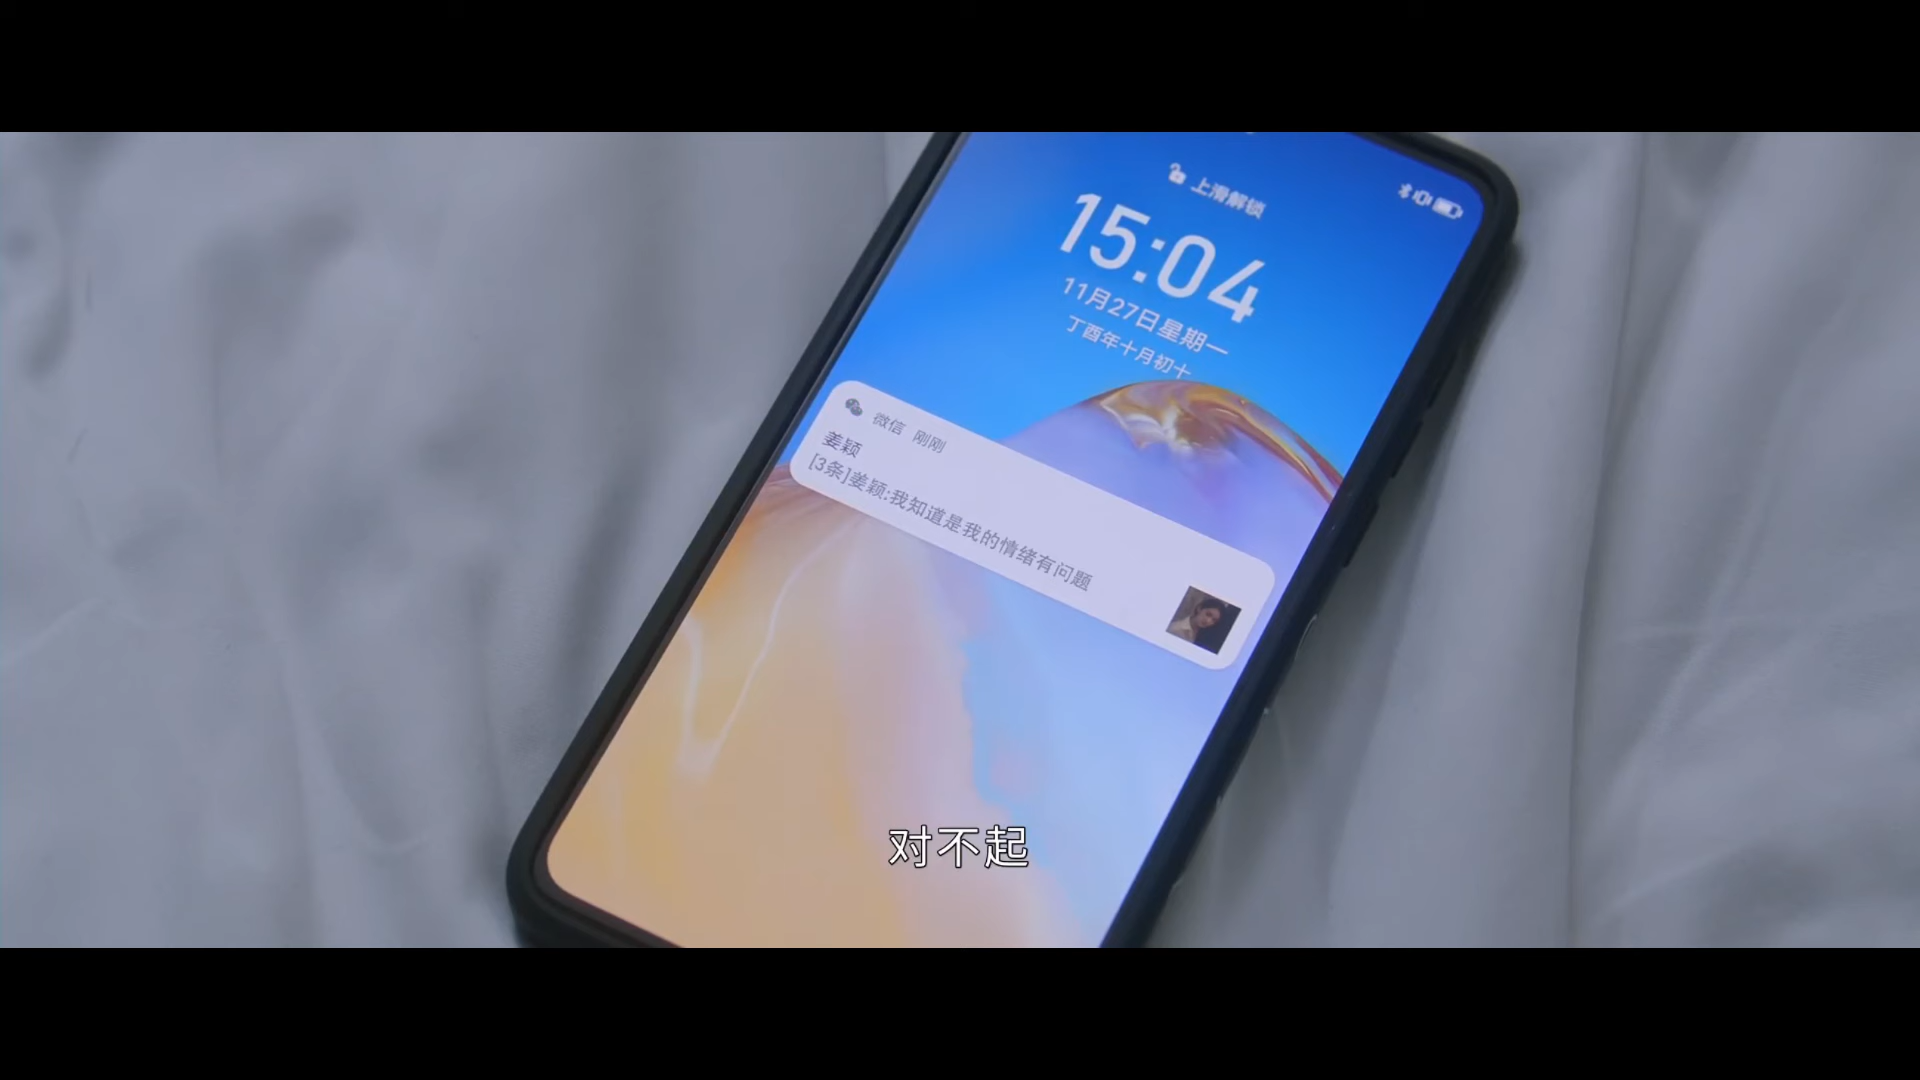 上滑解锁
15:04
11月27日星期一
丁酉年十月初十
微信 刚刚
姜颖
[3条]姜颖:我知道是我的情绪有问题
对不起